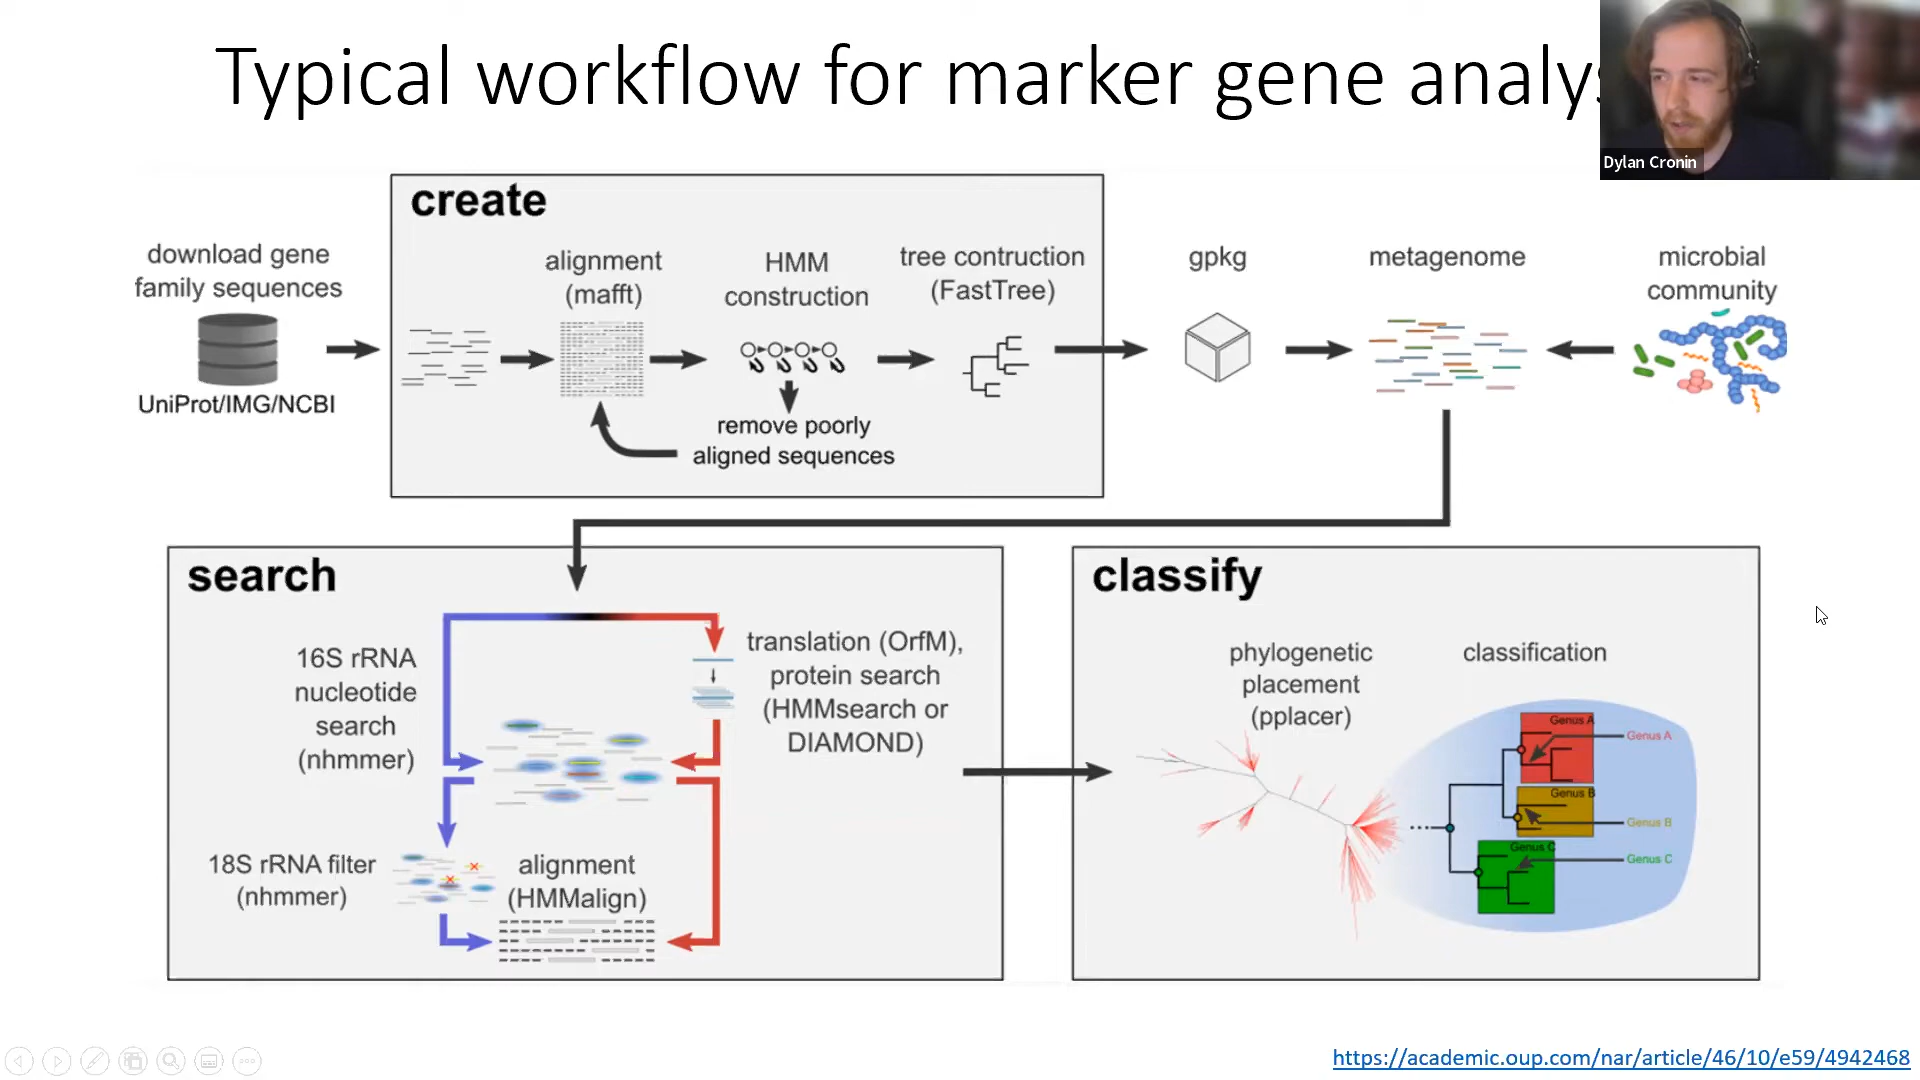 Typical workflow for marker gene analys
Dylan Cronin
create
download gene
family sequences
UniProt/IMG/NCBI
alignment
(mafft)
HMM
construction
tree contruction
(FastTree)
remove poorly
aligned sequences
gpkg
metagenome
microbial
community
search
16S rRNA
nucleotide
search
(nhmmer)
translation (OrfM),
protein search
(HMMsearch or
DIAMOND)
18S rRNA filter
(nhmmer)
alignment
(HMMalign)
classify
phylogenetic
placement
(pplacer)
classification
Genus A
Genus A
Genus B
Genus B
Genus C
Genus C
https://academic.oup.com/nar/article/46/10/e59/4942468